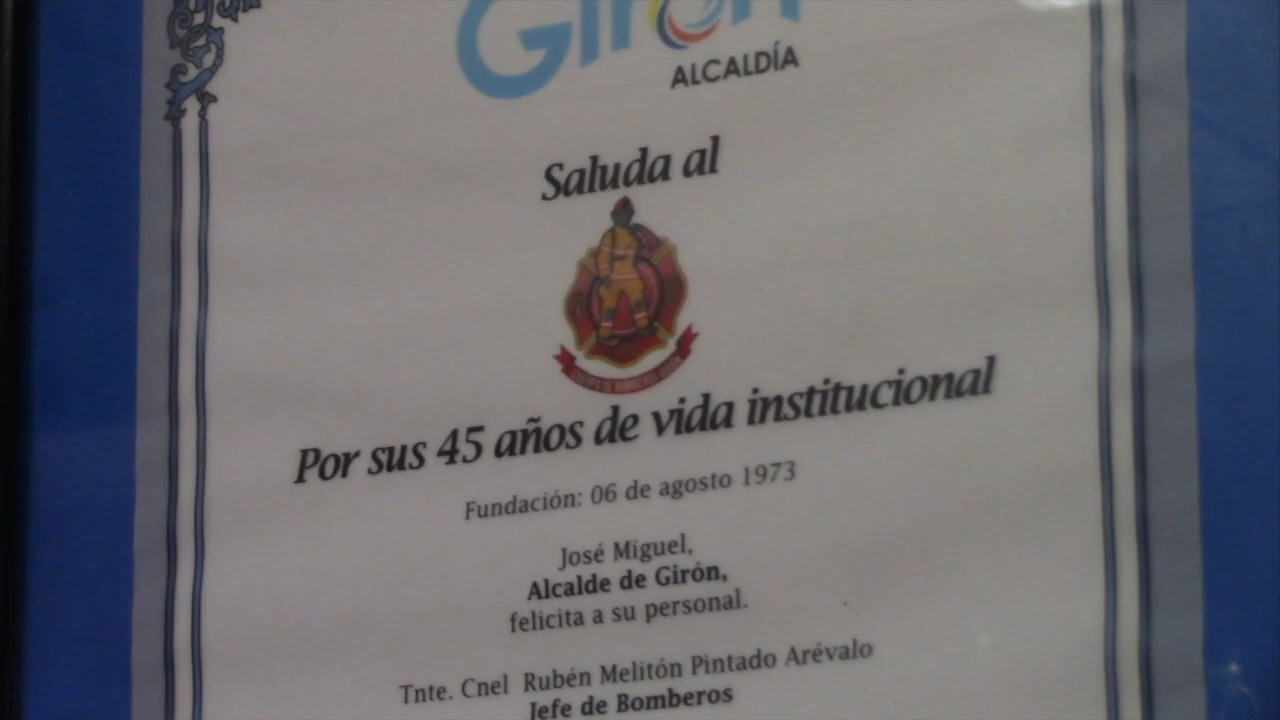 Girón
ALCALDÍA
Saluda al
Por sus 45 años de vida institucional
Fundación: 06 de agosto 1973
José Miguel,
Alcalde de Girón,
felicita a su personal.
Tnte. Cnel Rubén Melitón Pintado Arévalo
Jefe de Bomberos